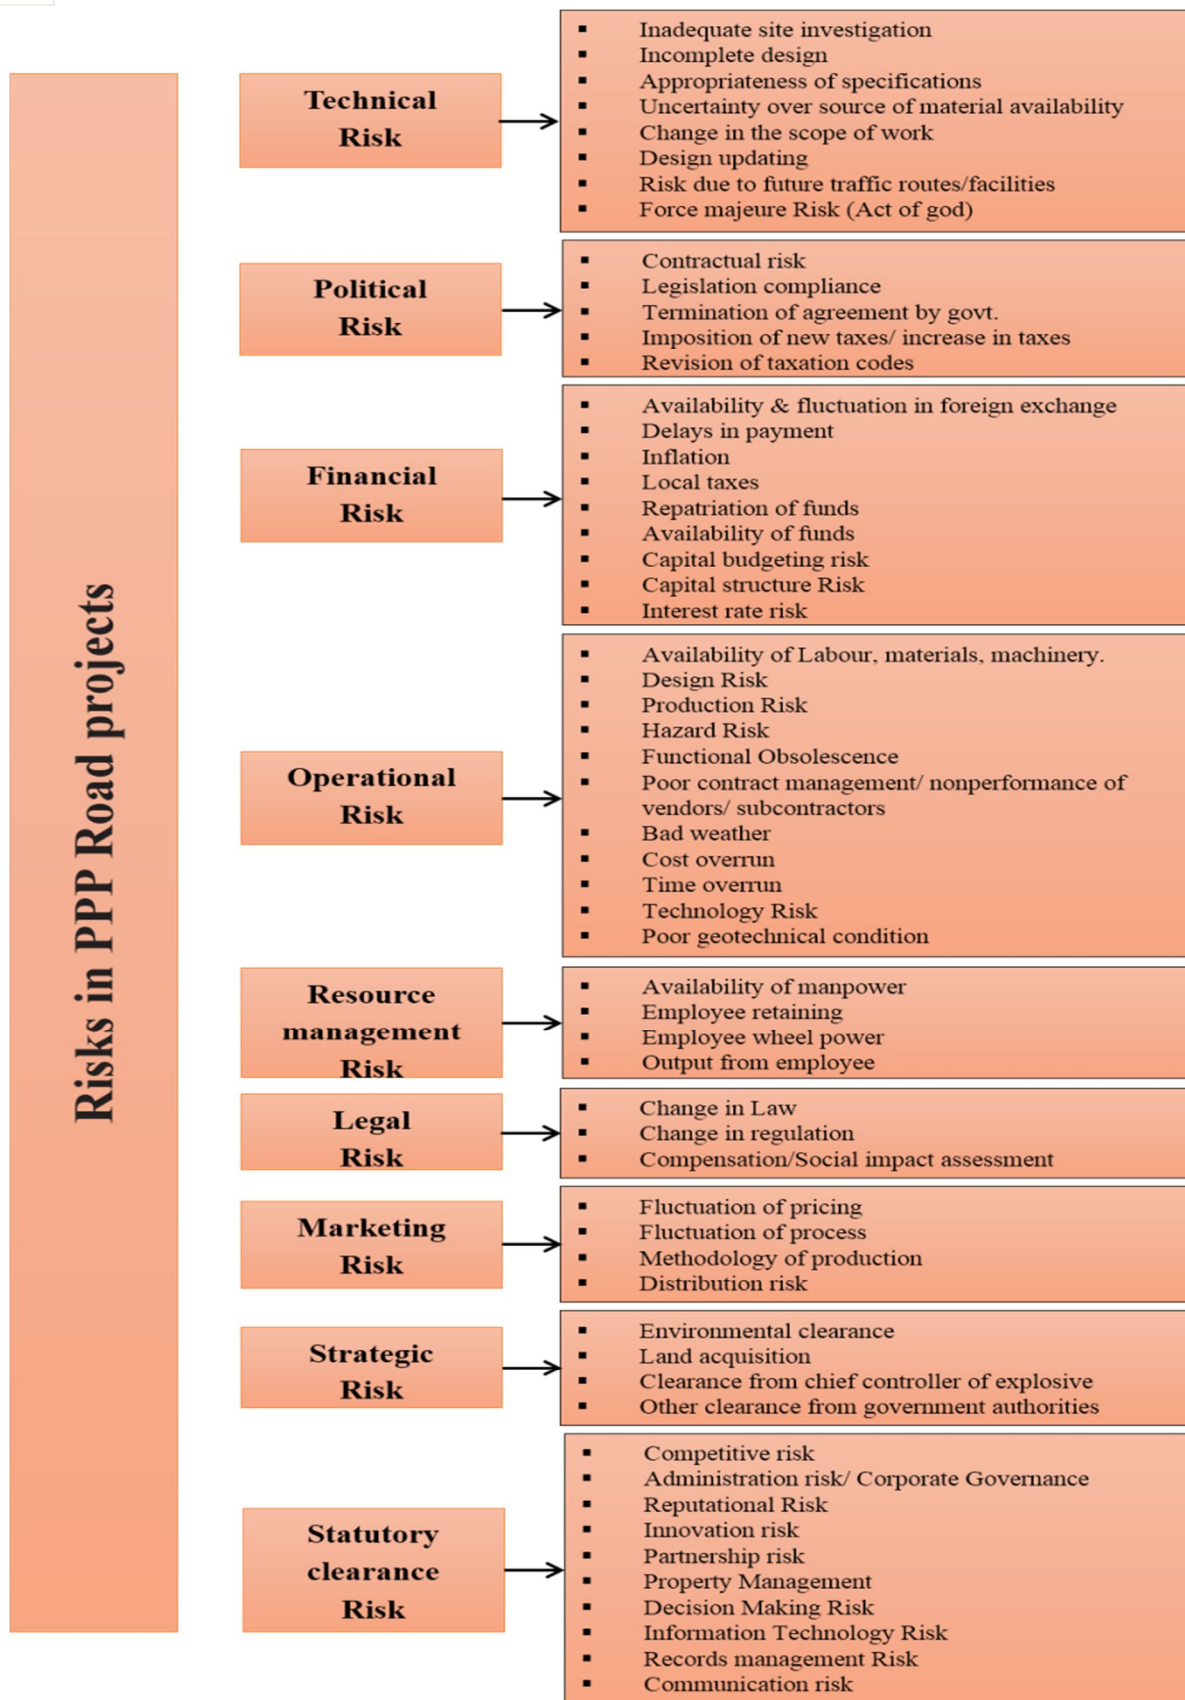 Risks in PPP Road projects
Technical
Risk
▪ Inadequate site investigation
▪ Incomplete design
▪ Appropriateness of specifications
▪ Uncertainty over source of material availability
▪ Change in the scope of work
▪ Design updating
▪ Risk due to future traffic routes/facilities
▪ Force majeure Risk (Act of god)
Political
Risk
▪ Contractual risk
▪ Legislation compliance
▪ Termination of agreement by govt.
▪ Imposition of new taxes/ increase in taxes
▪ Revision of taxation codes
Financial
Risk
▪ Availability & fluctuation in foreign exchange
▪ Delays in payment
▪ Inflation
▪ Local taxes
▪ Repatriation of funds
▪ Availability of funds
▪ Capital budgeting risk
▪ Capital structure Risk
▪ Interest rate risk
Operational
Risk
▪ Availability of Labour, materials, machinery.
▪ Design Risk
▪ Production Risk
▪ Hazard Risk
▪ Functional Obsolescence
▪ Poor contract management/ nonperformance of
vendors/ subcontractors
▪ Bad weather
▪ Cost overrun
▪ Time overrun
▪ Technology Risk
▪ Poor geotechnical condition
Resource
management
Risk
▪ Availability of manpower
▪ Employee retaining
▪ Employee wheel power
▪ Output from employee
Legal
Risk
▪ Change in Law
▪ Change in regulation
▪ Compensation/Social impact assessment
Marketing
Risk
▪ Fluctuation of pricing
▪ Fluctuation of process
▪ Methodology of production
▪ Distribution risk
Strategic
Risk
▪ Environmental clearance
▪ Land acquisition
▪ Clearance from chief controller of explosive
▪ Other clearance from government authorities
Statutory
clearance
Risk
▪ Competitive risk
▪ Administration risk/ Corporate Governance
▪ Reputational Risk
▪ Innovation risk
▪ Partnership risk
▪ Property Management
▪ Decision Making Risk
▪ Information Technology Risk
▪ Records management Risk
▪ Communication risk